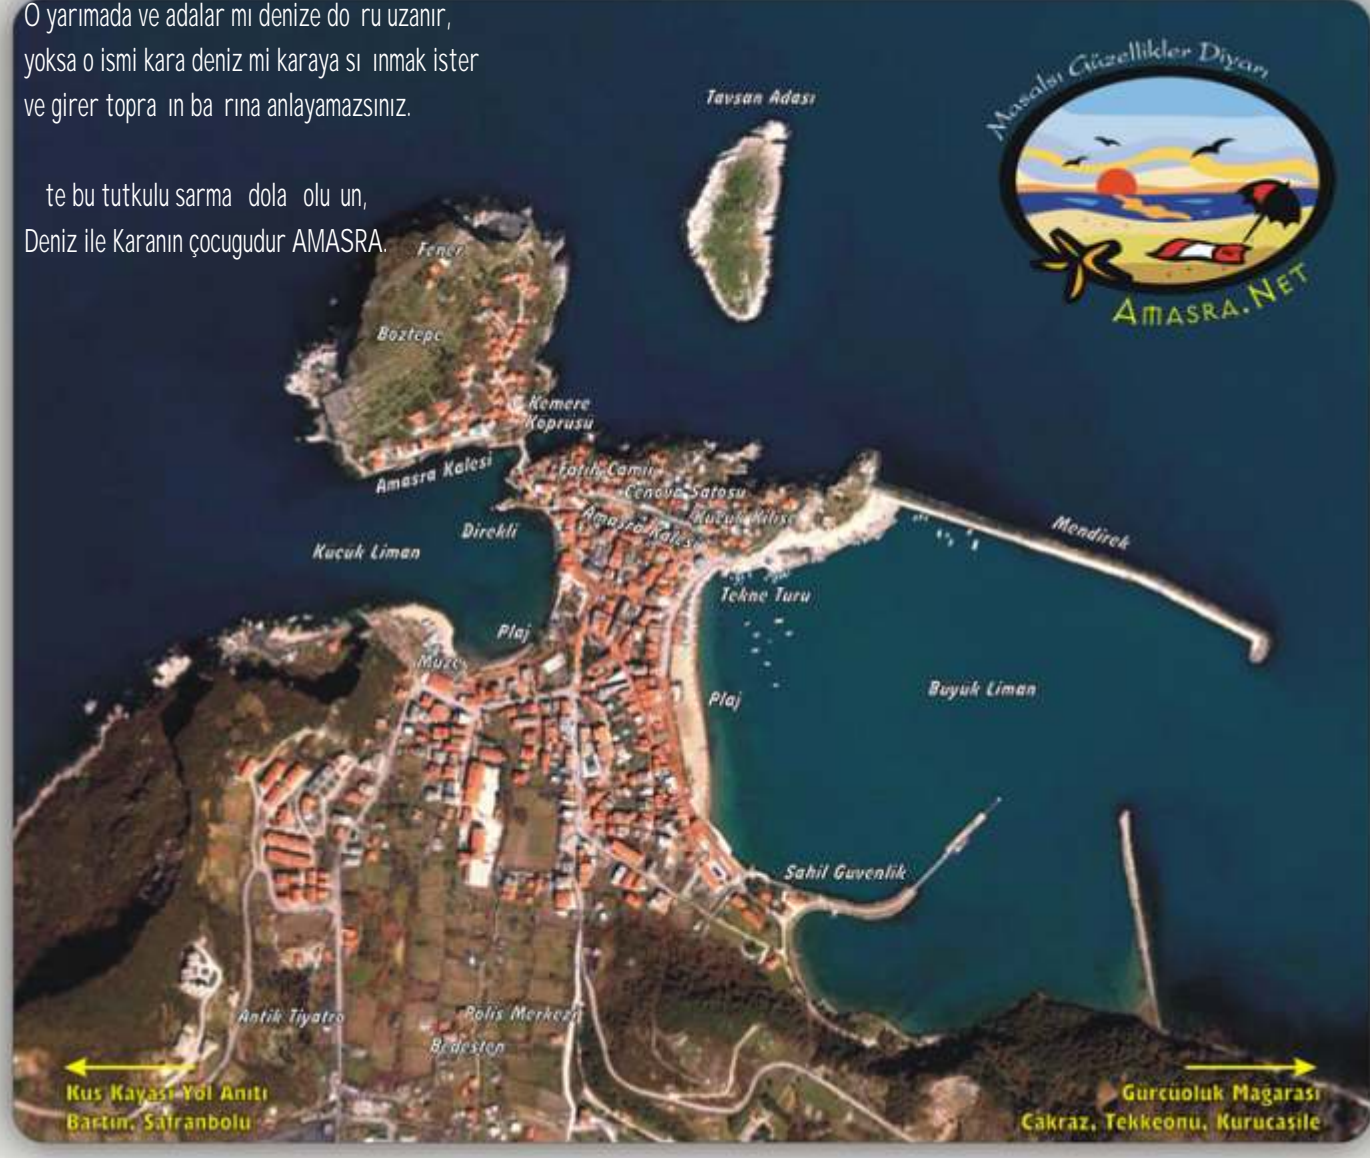 O yarımada ve adalar mı denize do ru uzanır,
yoksa o ismi kara deniz mi karaya sı ınmak ister
ve girer topra ın ba rına anlayamazsınız.
te bu tutkulu sarma dola olu un,
Deniz ile Karanın çocugudur AMASRA.
Masalsı Güzellikler Diyarı
AMASRA.NET
Tavsan Adası
Fener
Boztepe
Kemere
Koprusu
Amasra Kalesi
Fatih Camii
Cenova Satosu
Kucuk Kilise
Amasra Kalesi
Direkli
Kuçuk Liman
Mendirek
Tekne Turu
Plaj
Muze
Plaj
Buyuk Liman
Sahil Guvenlik
Antik Tiyatro
Polis Merkezi
Bedesten
Kus Kayası Yol Anıtı
Bartın, Safranbolu
Gurcuoluk Mağarası
Cakraz, Tekkeonu, Kurucasile